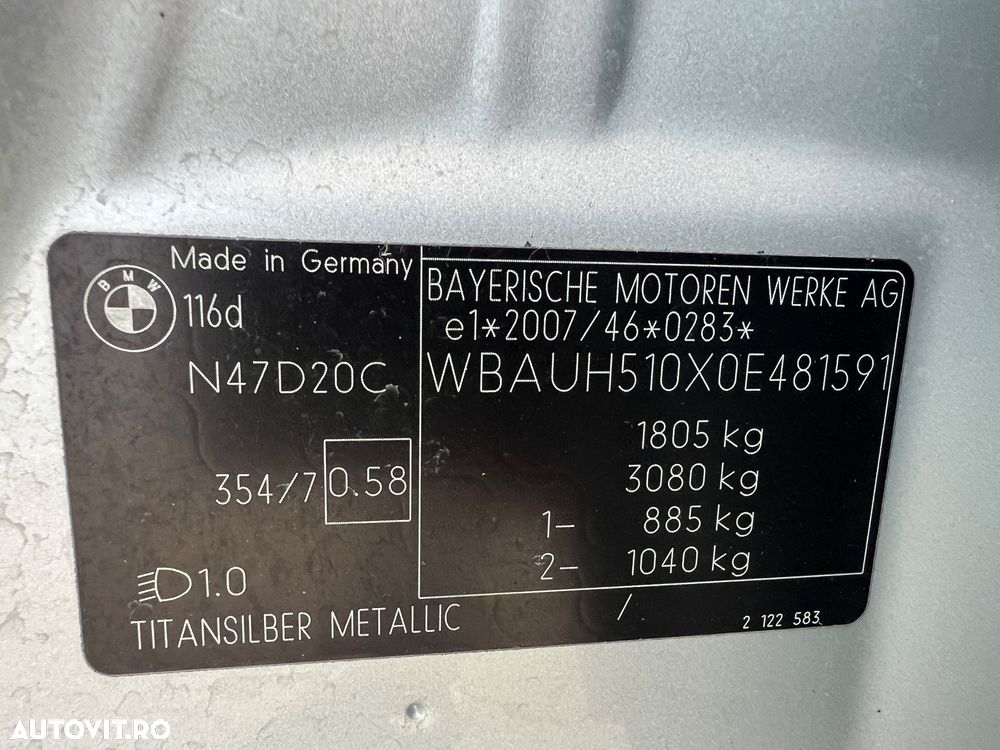 Made in Germany
BMW
116d
N47D20C
354/7 0.58
1.0
TITANSILBER METALLIC
BAYERISCHE MOTOREN WERKE AG
e1*2007/46*0283*
WBAUH510X0E481591
1805 kg
3080 kg
1- 885 kg
2- 1040 kg
/
2 122 583
AUTOVIT.RO